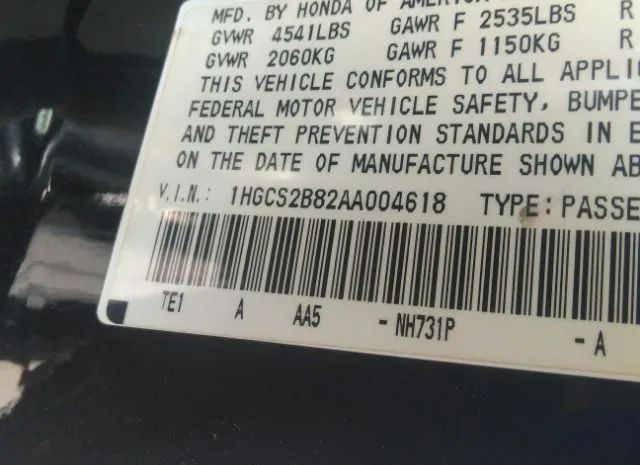 MFD. BY HONDA OF AMERICA
GVWR 4541LBS GAWR F 2535LBS R
GVWR 2060KG GAWR F 1150KG R
THIS VEHICLE CONFORMS TO ALL APPLIC
FEDERAL MOTOR VEHICLE SAFETY, BUMPE
AND THEFT PREVENTION STANDARDS IN E
ON THE DATE OF MANUFACTURE SHOWN AB
V.I.N.: 1HGCS2B82AA004618 TYPE: PASSE
TE1 A AA5 - NH731P - A